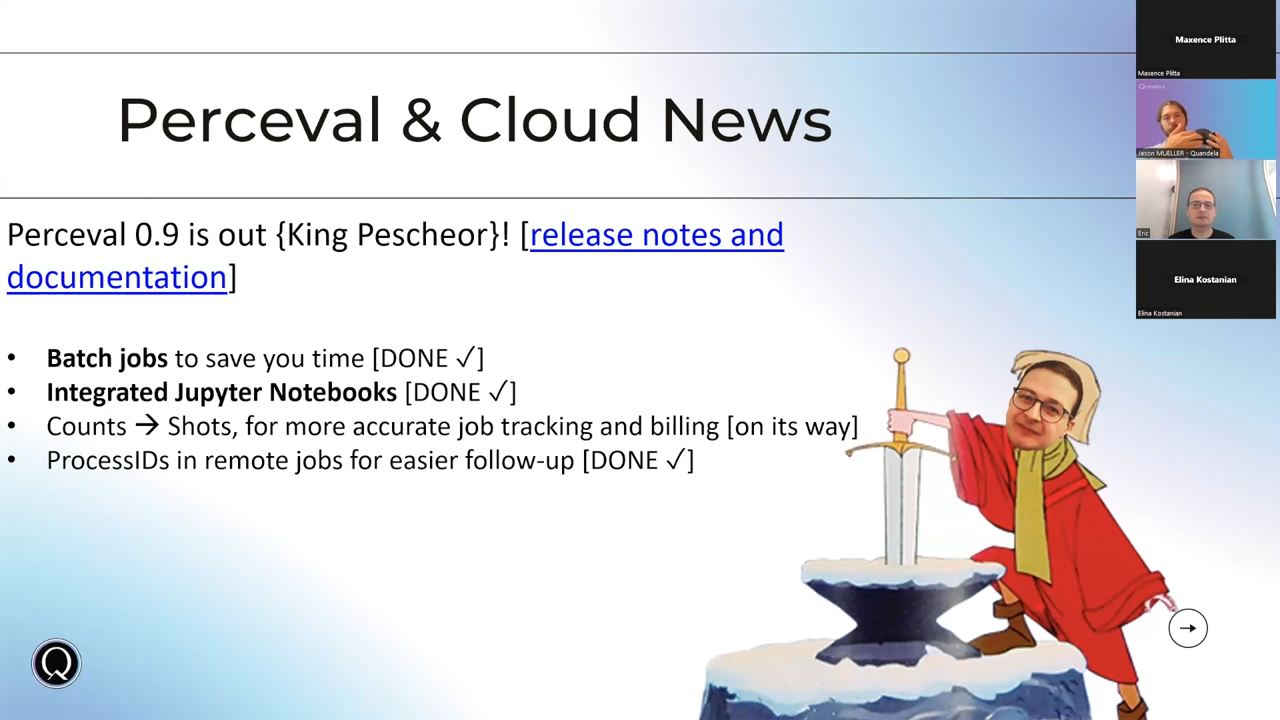 Perceval & Cloud News
Perceval 0.9 is out {King Pescheor}! [release notes and
documentation]
• Batch jobs to save you time [DONE ✓]
• Integrated Jupyter Notebooks [DONE ✓]
• Counts → Shots, for more accurate job tracking and billing [on its way]
• ProcessIDs in remote jobs for easier follow-up [DONE ✓]
Maxence Plitta
Maxence Plitta
QUANDELA
Jason MUELLER - Quandela
Eric
Elina Kostanian
Elina Kostanian
Q